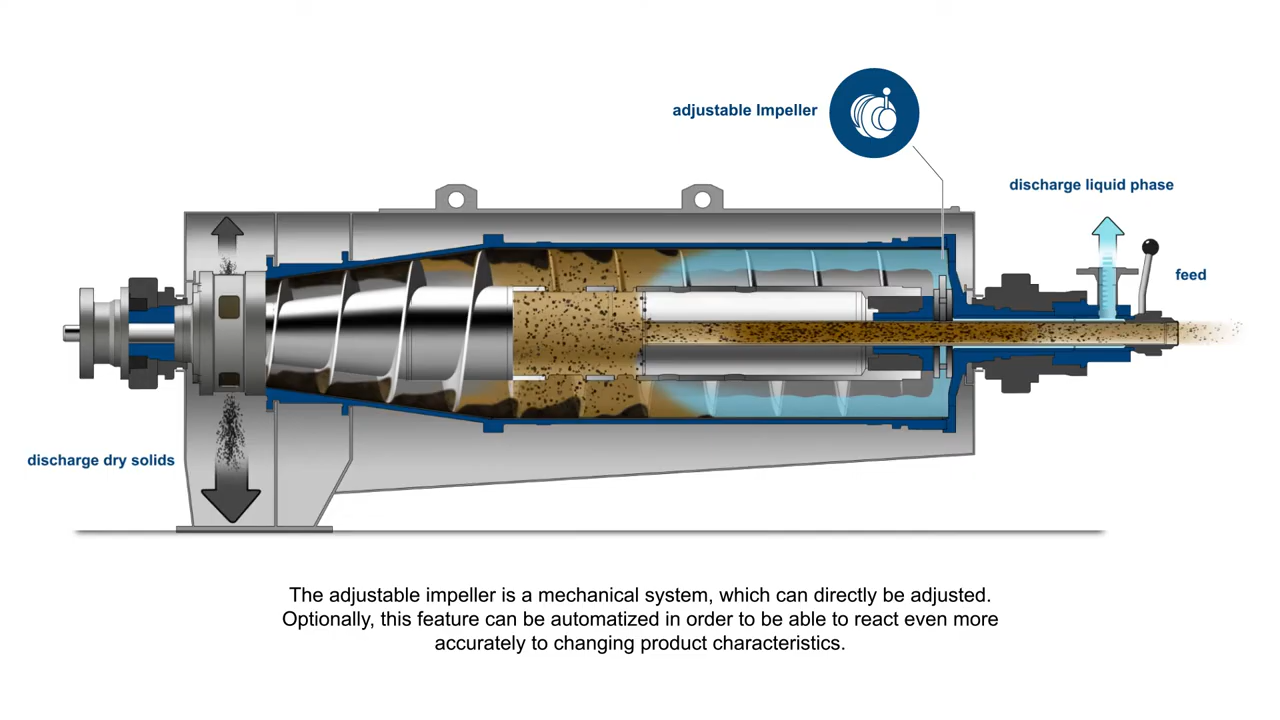 adjustable Impeller
discharge liquid phase
feed
discharge dry solids
The adjustable impeller is a mechanical system, which can directly be adjusted.
Optionally, this feature can be automatized in order to be able to react even more
accurately to changing product characteristics.